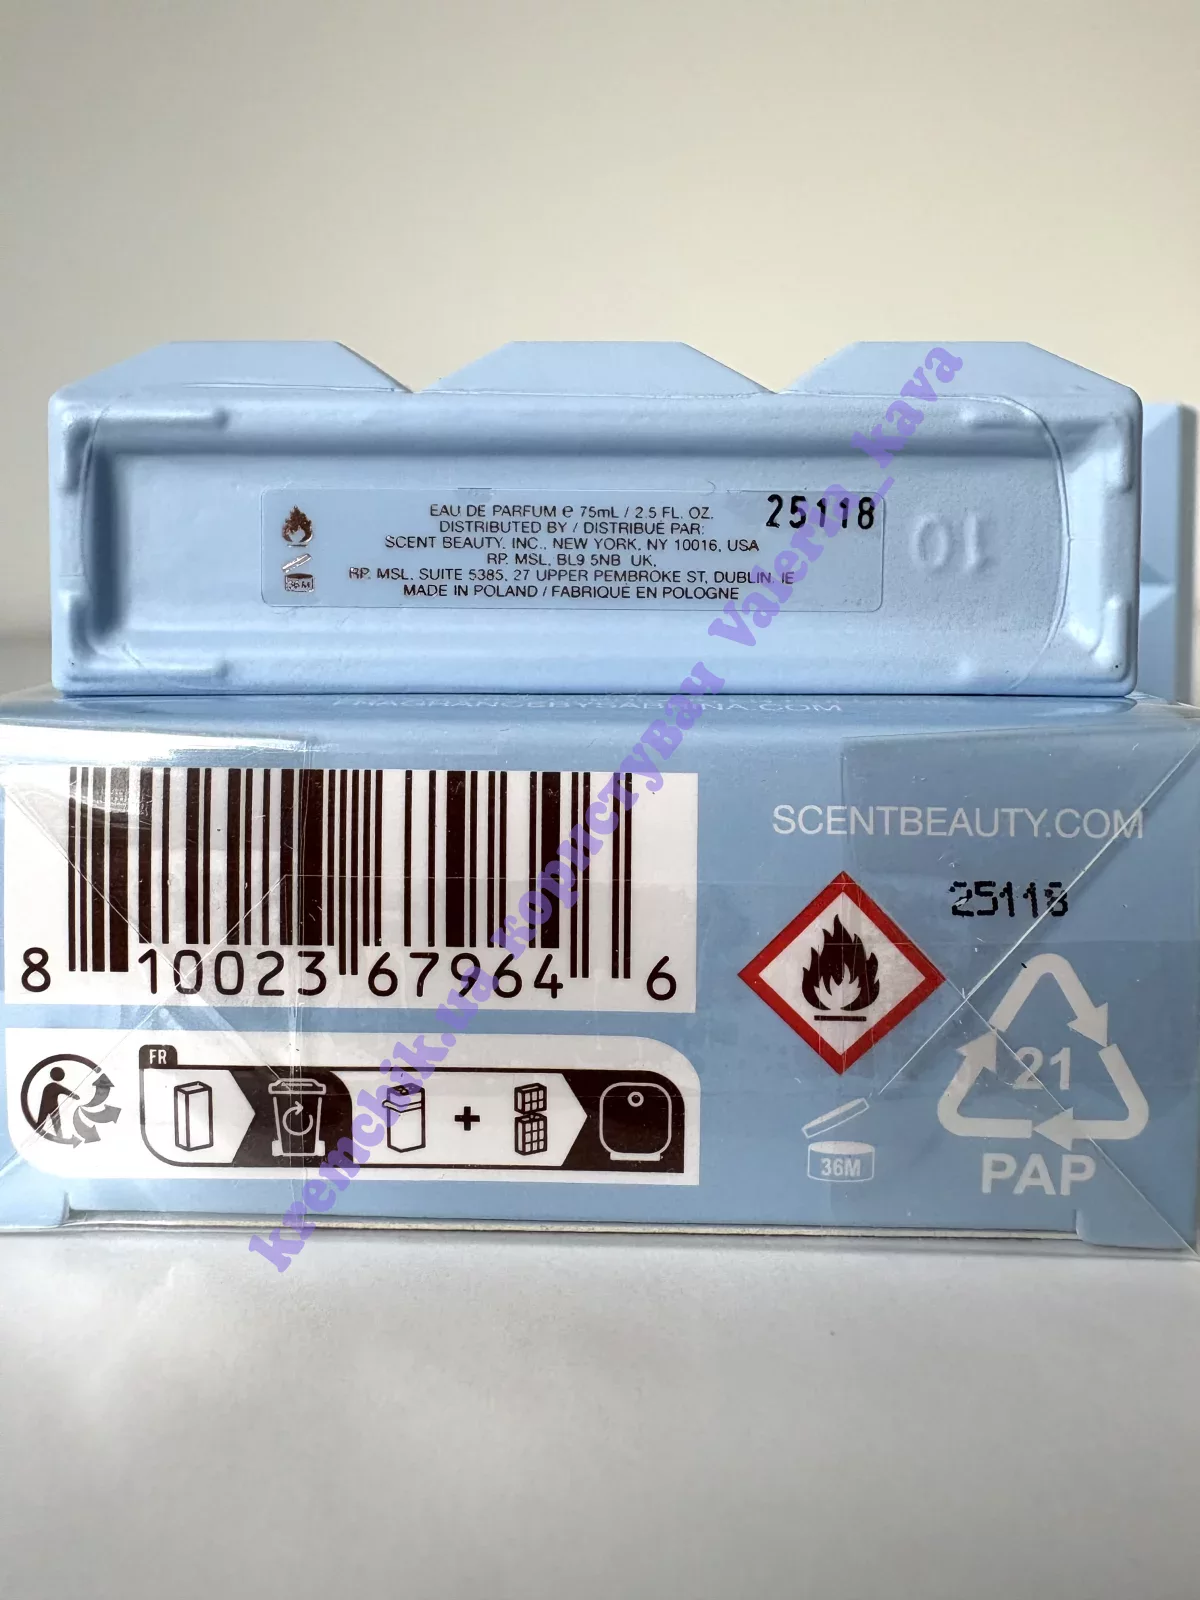 EAU DE PARFUM ℮ 75mL / 2.5 FL. OZ.
25118
DISTRIBUTED BY / DISTRIBUÉ PAR:
SCENT BEAUTY, INC., NEW YORK, NY 10016, USA
RP. MSL, BL9 5NB UK,
RP. MSL, SUITE 5385, 27 UPPER PEMBROKE ST, DUBLIN, IE
MADE IN POLAND / FABRIQUÉ EN POLOGNE
36M
10
FRAGRANCEBYSABRINA.COM
SCENTBEAUTY.COM
25118
8 10023 67964 6
FR
+
36M
21
PAP
kremchik.ua користувач Valeria_kava